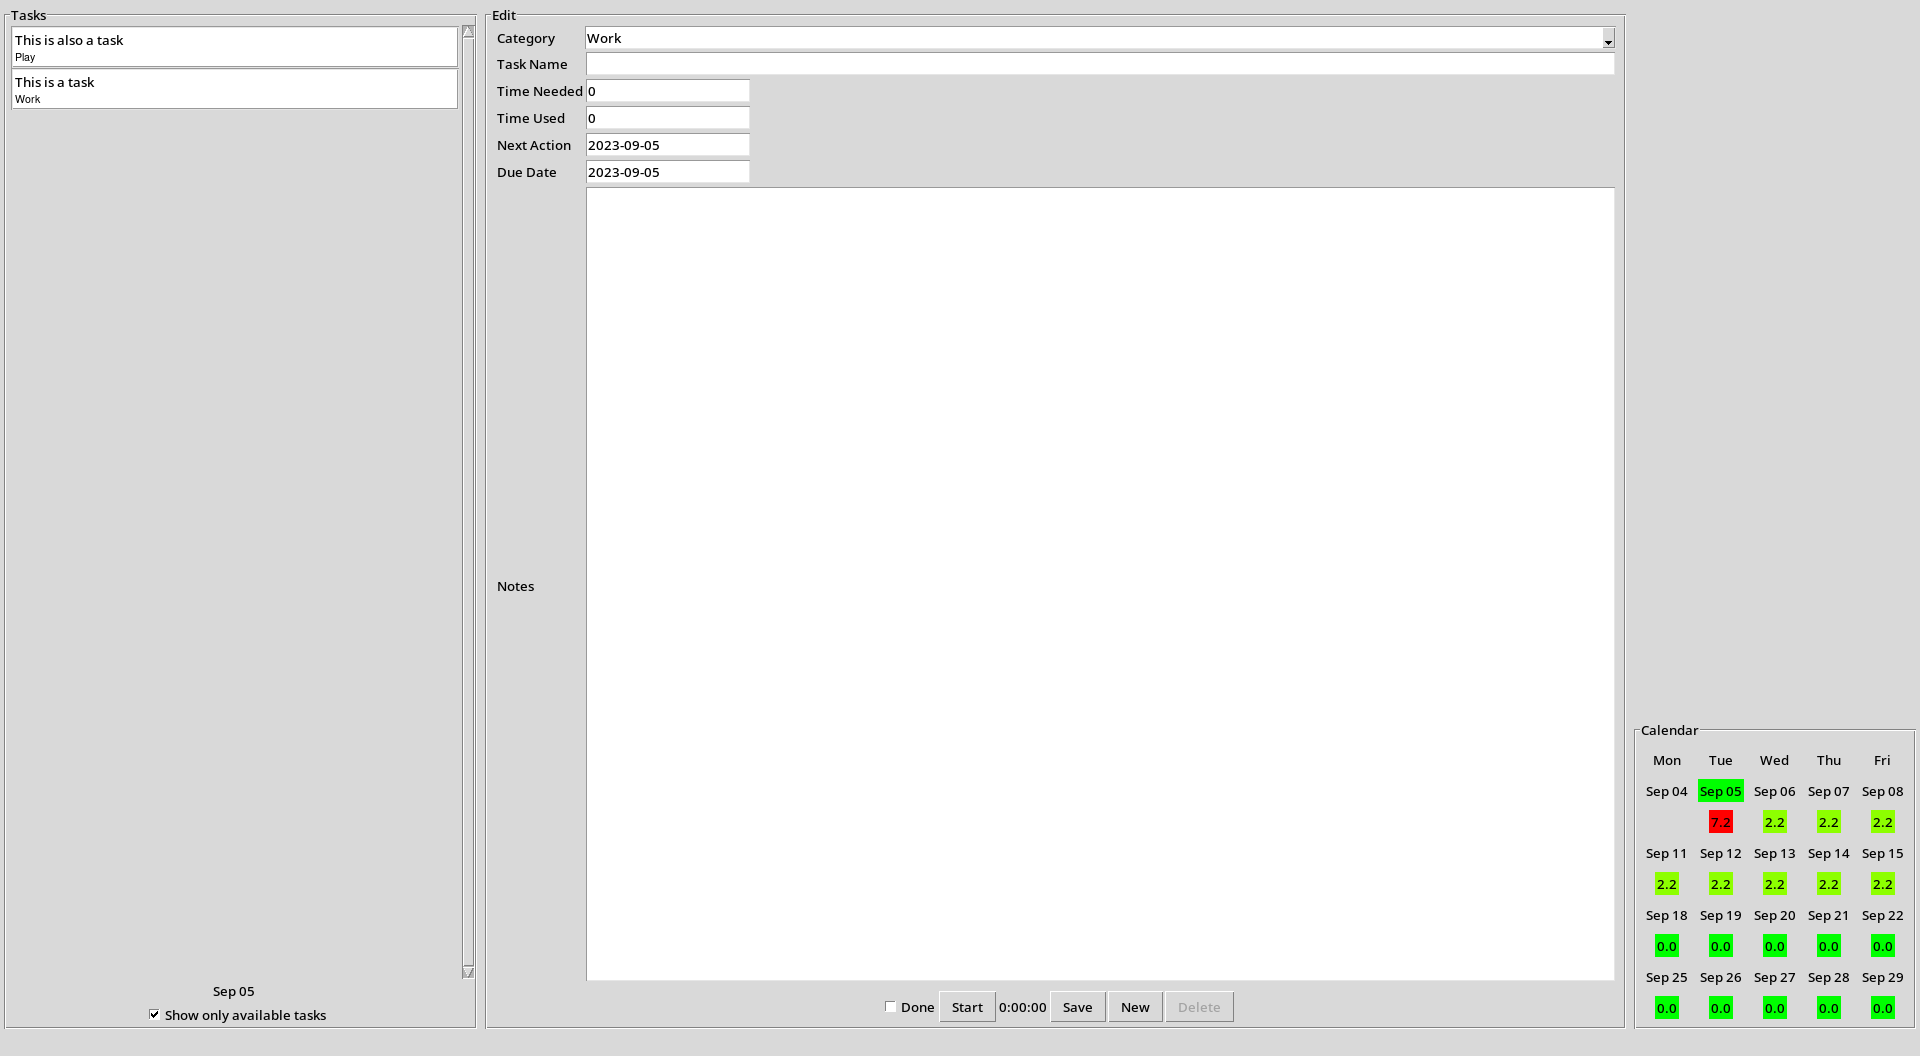 Tasks
This is also a task
Play
This is a task
Work
Sep 05
Show only available tasks
Edit
Category Work
Task Name
Time Needed 0
Time Used 0
Next Action 2023-09-05
Due Date 2023-09-05
Notes
Done Start 0:00:00 Save New Delete
Calendar
Mon Tue Wed Thu Fri
Sep 04 Sep 05 Sep 06 Sep 07 Sep 08
7.2 2.2 2.2 2.2
Sep 11 Sep 12 Sep 13 Sep 14 Sep 15
2.2 2.2 2.2 2.2 2.2
Sep 18 Sep 19 Sep 20 Sep 21 Sep 22
0.0 0.0 0.0 0.0 0.0
Sep 25 Sep 26 Sep 27 Sep 28 Sep 29
0.0 0.0 0.0 0.0 0.0